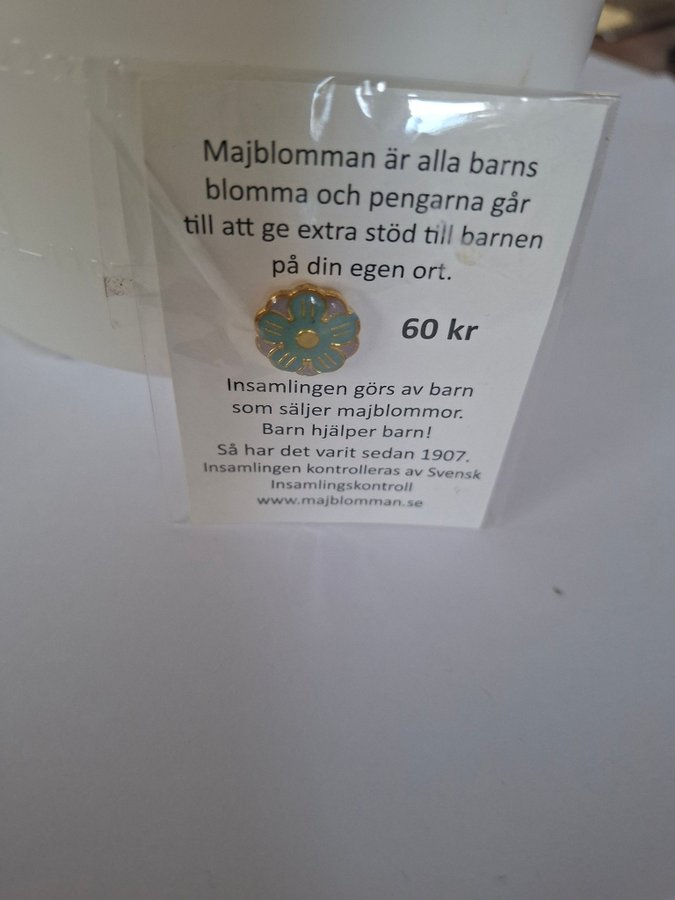 Majblomman är alla barns
blomma och pengarna går
till att ge extra stöd till barnen
på din egen ort.
60 kr
Insamlingen görs av barn
som säljer majblommor.
Barn hjälper barn!
Så har det varit sedan 1907.
Insamlingen kontrolleras av Svensk
Insamlingskontroll
www.majblomman.se